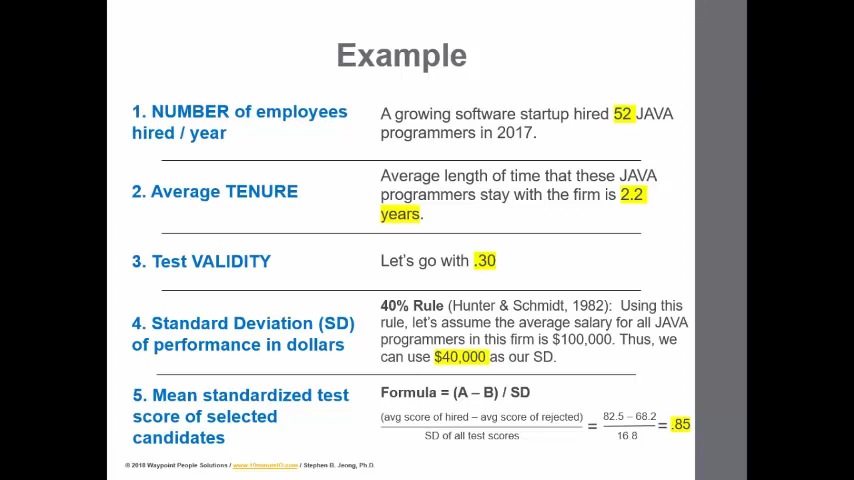 Example
1. NUMBER of employees
hired / year
A growing software startup hired 52 JAVA
programmers in 2017.
2. Average TENURE
Average length of time that these JAVA
programmers stay with the firm is 2.2
years.
3. Test VALIDITY
Let's go with .30
4. Standard Deviation (SD)
of performance in dollars
40% Rule (Hunter & Schmidt, 1982): Using this
rule, let's assume the average salary for all JAVA
programmers in this firm is $100,000. Thus, we
can use $40,000 as our SD.
5. Mean standardized test
score of selected
candidates
Formula = (A – B) / SD
(avg score of hired – avg score of rejected)
SD of all test scores
=
82.5 – 68.2
16.8
= .85
© 2018 Waypoint People Solutions / www.10minuteIO.com / Stephen B. Jeong, Ph.D.